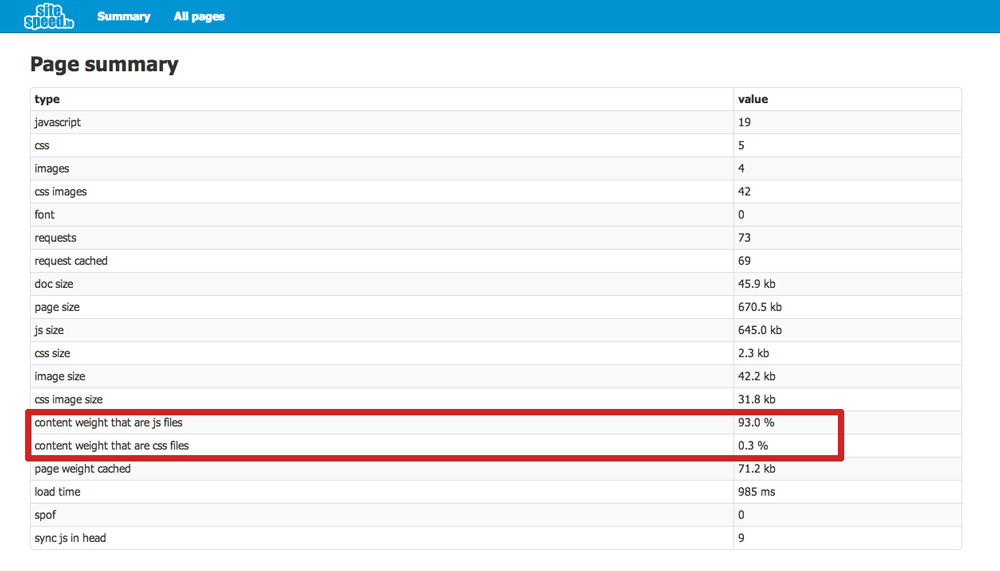 site
speed.io
Summary All pages
Page summary
type value
javascript 19
css 5
images 4
css images 42
font 0
requests 73
request cached 69
doc size 45.9 kb
page size 670.5 kb
js size 645.0 kb
css size 2.3 kb
image size 42.2 kb
css image size 31.8 kb
content weight that are js files 93.0 %
content weight that are css files 0.3 %
page weight cached 71.2 kb
load time 985 ms
spof 0
sync js in head 9